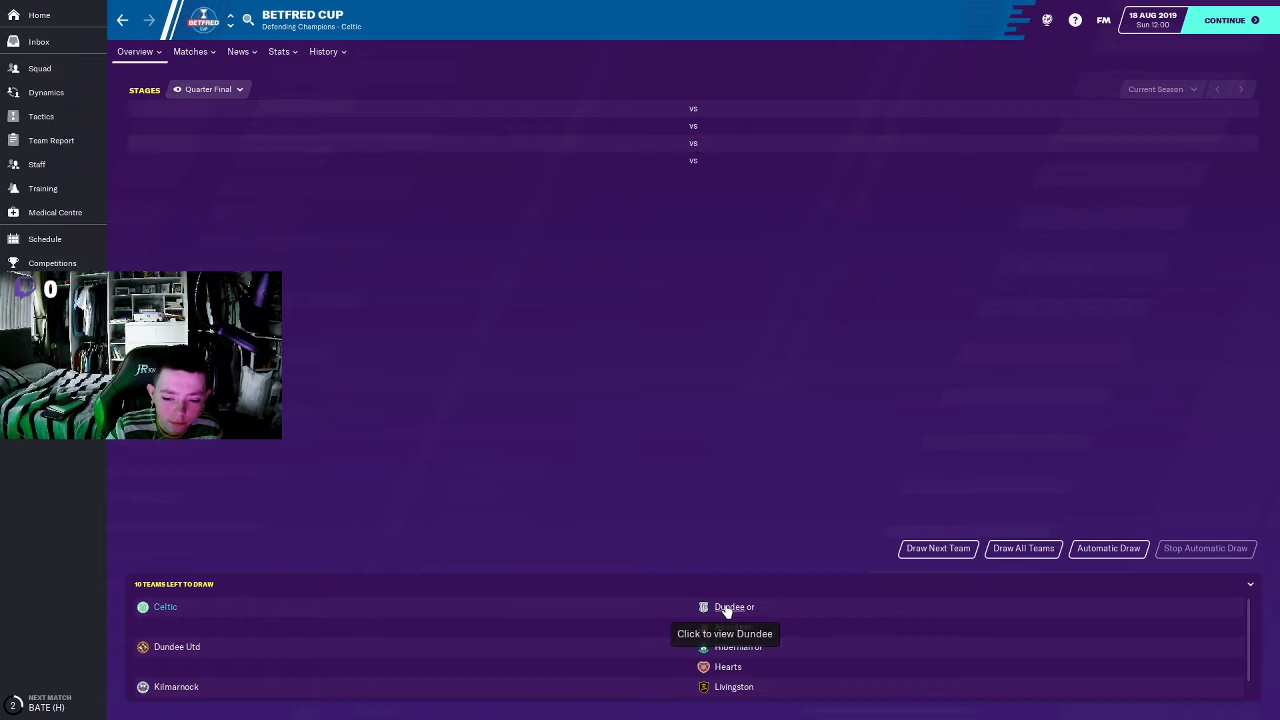 BETFRED CUP
Defending Champions - Celtic
FM
18 AUG 2019
Sun 12:00
CONTINUE
Home
Inbox
Squad
Dynamics
Tactics
Team Report
Staff
Training
Medical Centre
Schedule
Competitions
Overview
Matches
News
Stats
History
STAGES
Quarter Final
Current Season
vs
vs
vs
vs
0
Draw Next Team
Draw All Teams
Automatic Draw
Stop Automatic Draw
10 TEAMS LEFT TO DRAW
Celtic
Dundee or
Click to view Dundee
Dundee Utd
Hibernian or
Hearts
Kilmarnock
Livingston
2
NEXT MATCH
BATE (H)